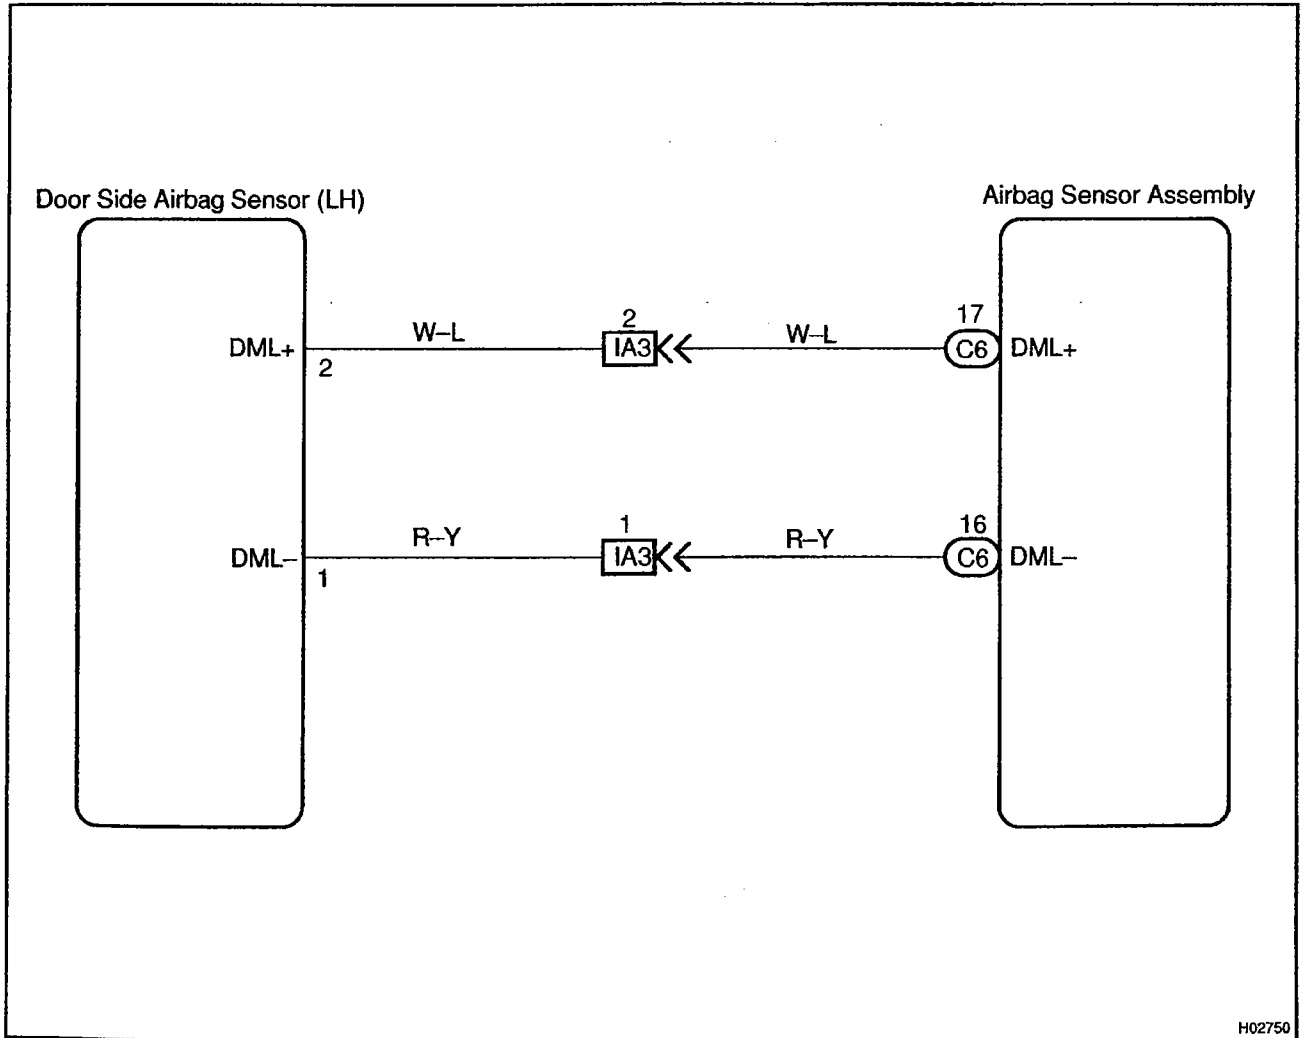 Door Side Airbag Sensor (LH)
Airbag Sensor Assembly
DML+
2
W–L
2
IA3
W–L
17
C6
DML+
DML–
1
R–Y
1
IA3
R–Y
16
C6
DML–
H02750